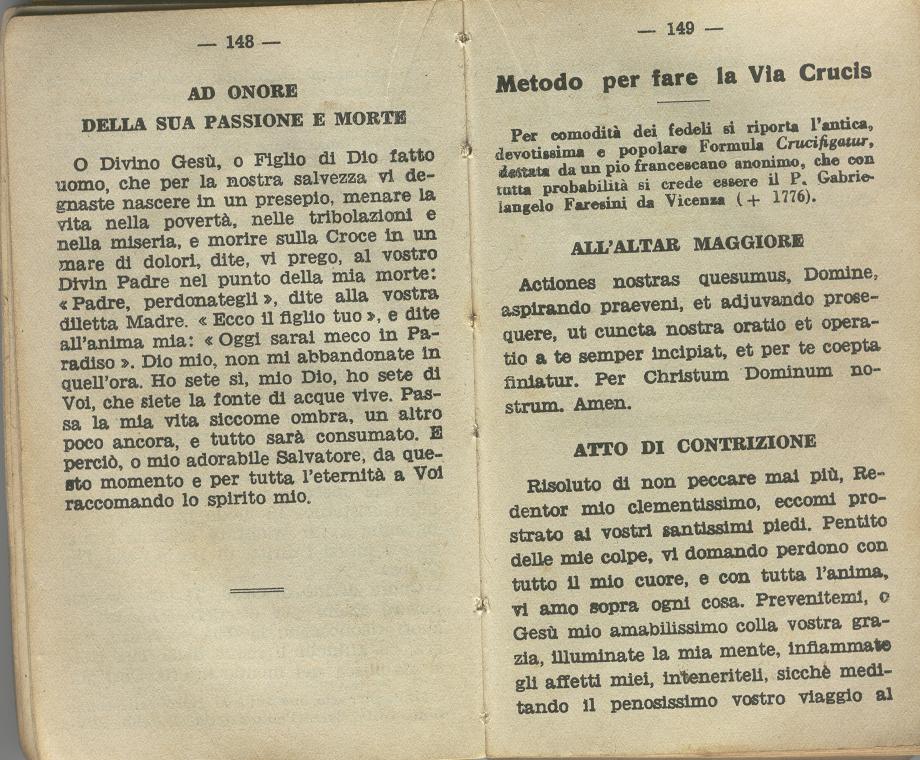 — 148 —
AD ONORE
DELLA SUA PASSIONE E MORTE
O Divino Gesù, o Figlio di Dio fatto
uomo, che per la nostra salvezza vi de-
gnaste nascere in un presepio, menare la
vita nella povertà, nelle tribolazioni e
nella miseria, e morire sulla Croce in un
mare di dolori, dite, vi prego, al vostro
Divin Padre nel punto della mia morte:
« Padre, perdonategli », dite alla vostra
diletta Madre. « Ecco il figlio tuo », e dite
all'anima mia: « Oggi sarai meco in Pa-
radiso ». Dio mio, non mi abbandonate in
quell'ora. Ho sete sì, mio Dio, ho sete di
Voi, che siete la fonte di acque vive. Pas-
sa la mia vita siccome ombra, un altro
poco ancora, e tutto sarà consumato. E
perciò, o mio adorabile Salvatore, da que-
sto momento e per tutta l'eternità a Voi
raccomando lo spirito mio.
— 149 —
Metodo per fare la Via Crucis
Per comodità dei fedeli si riporta l'antica,
devotissima e popolare Formula Crucifigatur,
dettata da un pio francescano anonimo, che con
tutta probabilità si crede essere il P. Gabrie-
langelo Faresini da Vicenza (+ 1776).
ALL'ALTAR MAGGIORE
Actiones nostras quesumus, Domine,
aspirando praeveni, et adjuvando prose-
quere, ut cuncta nostra oratio et opera-
tio a te semper incipiat, et per te coepta
finiatur. Per Christum Dominum no-
strum. Amen.
ATTO DI CONTRIZIONE
Risoluto di non peccare mai più, Re-
dentor mio clementissimo, eccomi pro-
strato ai vostri santissimi piedi. Pentito
delle mie colpe, vi domando perdono con
tutto il mio cuore, e con tutta l'anima,
vi amo sopra ogni cosa. Prevenitemi, o
Gesù mio amabilissimo colla vostra gra-
zia, illuminate la mia mente, infiammate
gli affetti miei, inteneriteli, sicchè medi-
tando il penosissimo vostro viaggio al